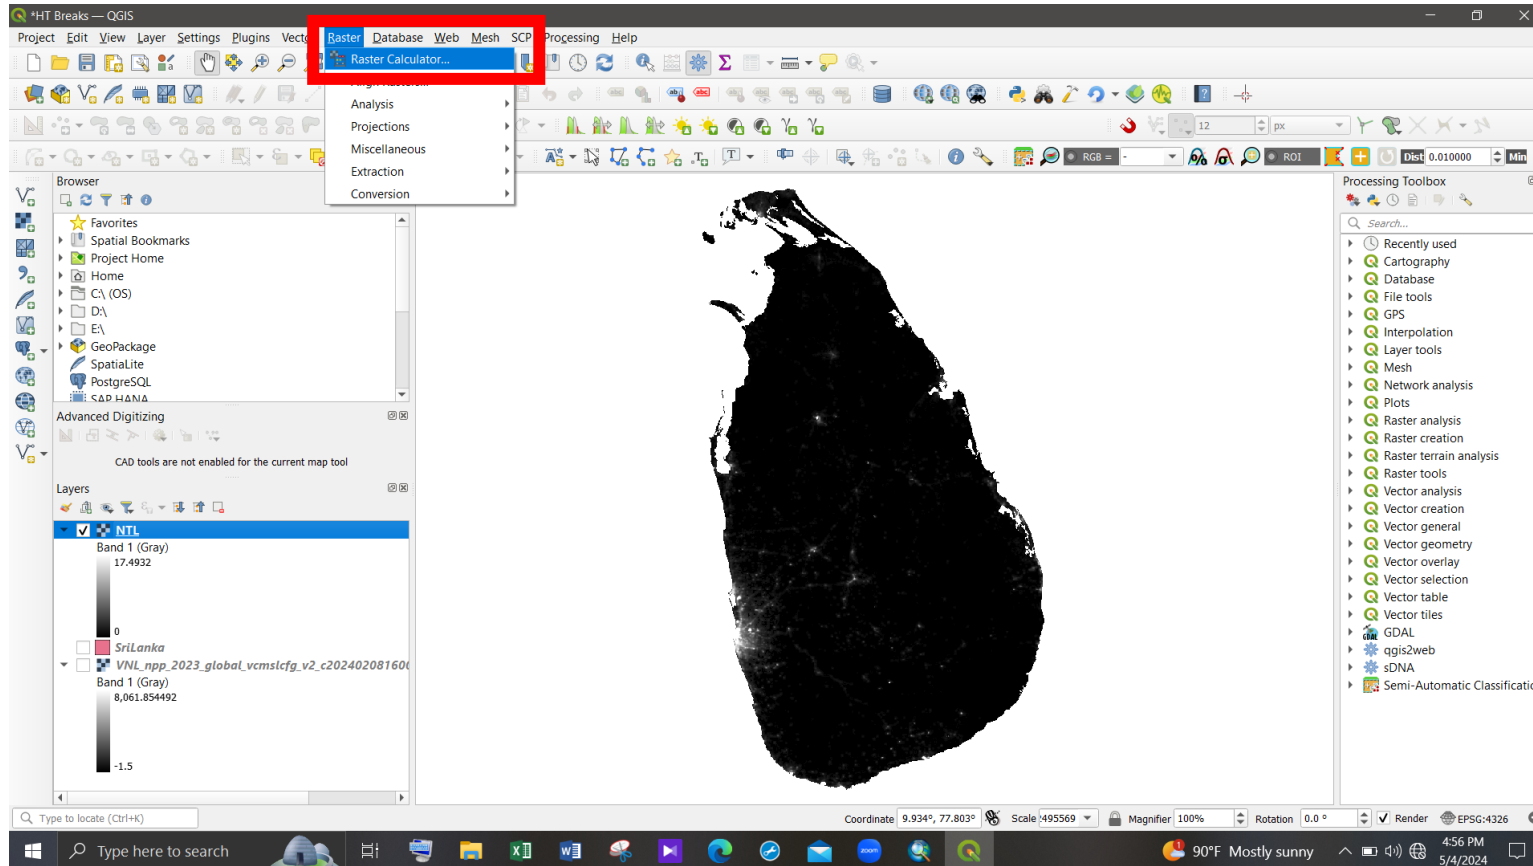 *HT Breaks — QGIS
Project Edit View Layer Settings Plugins Vect Raster Database Web Mesh SCP Processing Help
Raster Calculator...
Analysis
Projections
Miscellaneous
Extraction
Conversion
12
px
RGB =
-
ROI
Dist 0.010000
Min
Browser
Favorites
Spatial Bookmarks
Project Home
Home
C:\ (OS)
D:\
E:\
GeoPackage
SpatiaLite
PostgreSQL
SAP HANA
Advanced Digitizing
CAD tools are not enabled for the current map tool
Layers
NTL
Band 1 (Gray)
17.4932
0
SriLanka
VNL_npp_2023_global_vcmslcfg_v2_c20240208160
Band 1 (Gray)
8,061.854492
-1.5
Processing Toolbox
Search...
Recently used
Cartography
Database
File tools
GPS
Interpolation
Layer tools
Mesh
Network analysis
Plots
Raster analysis
Raster creation
Raster terrain analysis
Raster tools
Vector analysis
Vector creation
Vector general
Vector geometry
Vector overlay
Vector selection
Vector table
Vector tiles
GDAL
qgis2web
sDNA
Semi-Automatic Classificatio
Type to locate (Ctrl+K)
Coordinate 9.934°, 77.803° Scale :495569 Magnifier 100% Rotation 0.0 ° Render EPSG:4326
Type here to search
90°F Mostly sunny
4:56 PM
5/4/2024